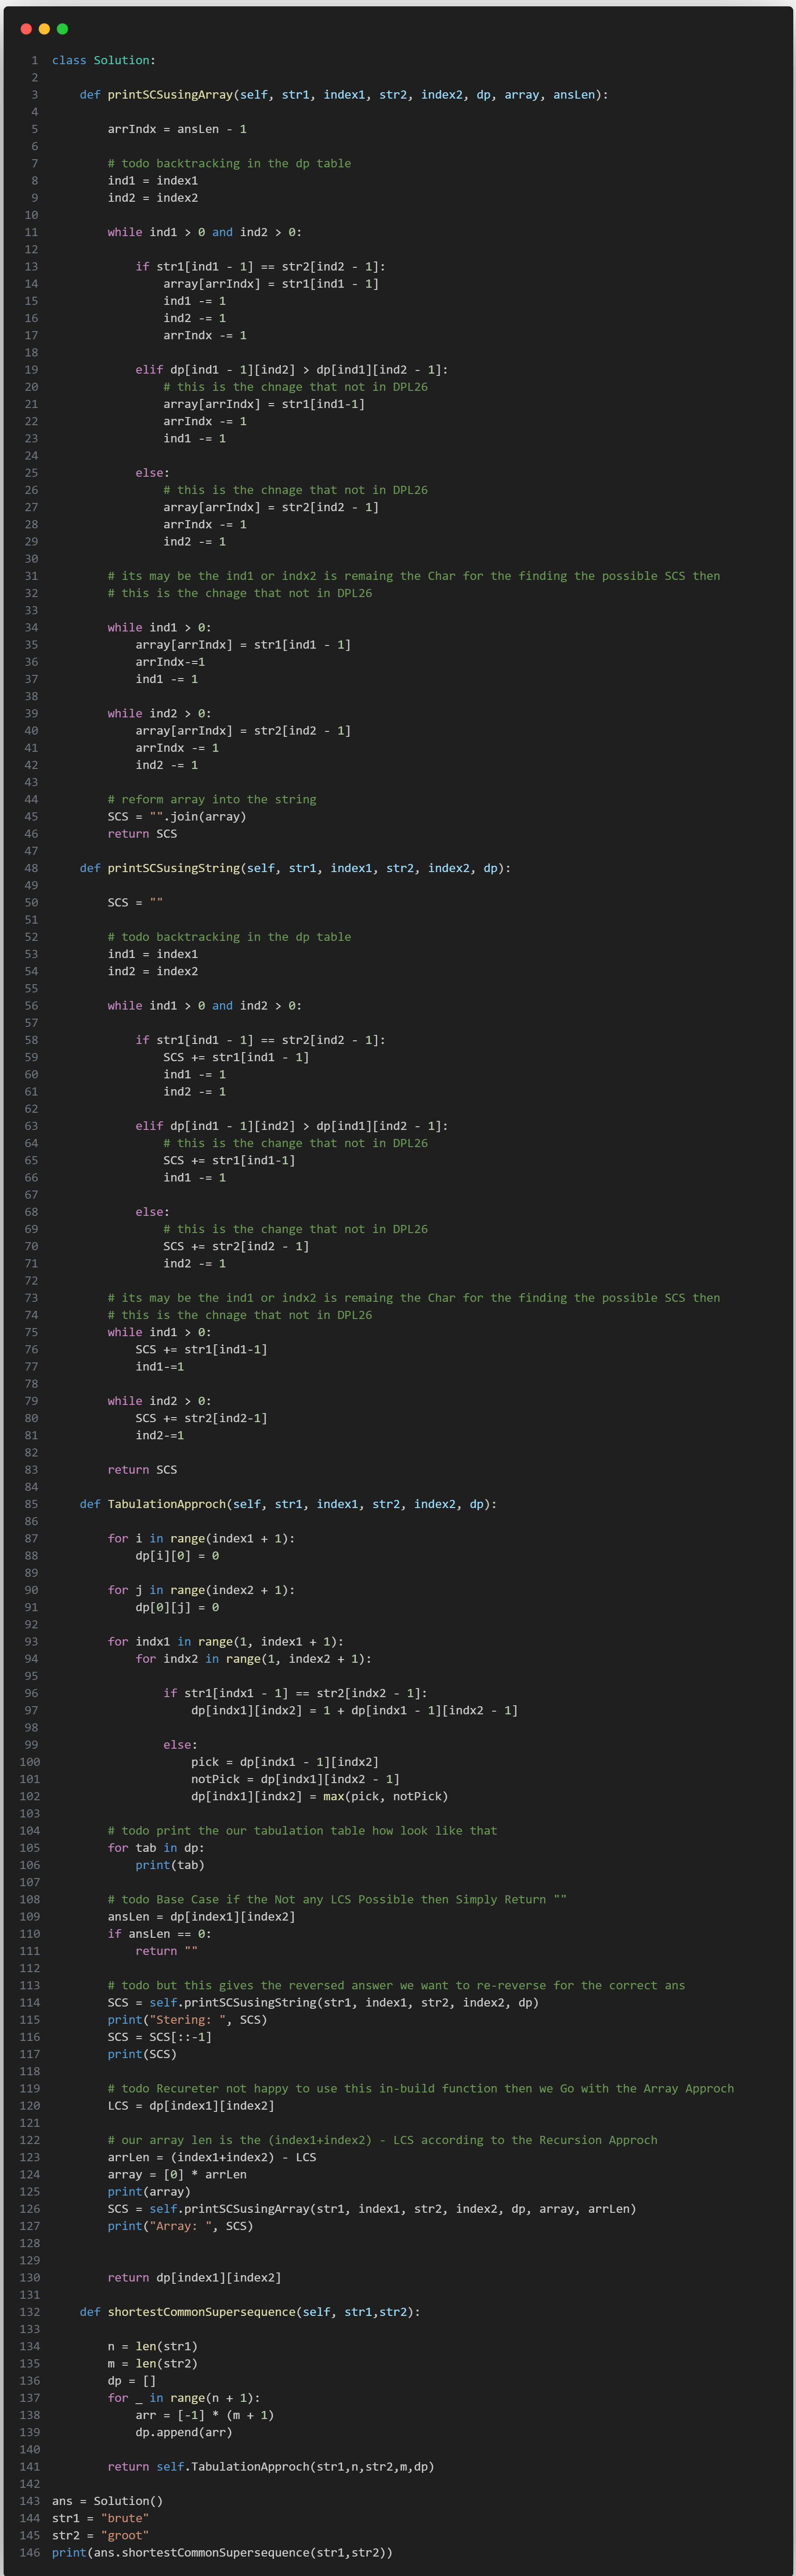 1 class Solution:
2
3     def printSCSusingArray(self, str1, index1, str2, index2, dp, array, ansLen):
4
5         arrIndx = ansLen - 1
6
7         # todo backtracking in the dp table
8         ind1 = index1
9         ind2 = index2
10
11         while ind1 > 0 and ind2 > 0:
12
13             if str1[ind1 - 1] == str2[ind2 - 1]:
14                 array[arrIndx] = str1[ind1 - 1]
15                 ind1 -= 1
16                 ind2 -= 1
17                 arrIndx -= 1
18
19             elif dp[ind1 - 1][ind2] > dp[ind1][ind2 - 1]:
20                 # this is the chnage that not in DPL26
21                 array[arrIndx] = str1[ind1-1]
22                 arrIndx -= 1
23                 ind1 -= 1
24
25             else:
26                 # this is the chnage that not in DPL26
27                 array[arrIndx] = str2[ind2 - 1]
28                 arrIndx -= 1
29                 ind2 -= 1
30
31         # its may be the ind1 or indx2 is remaing the Char for the finding the possible SCS then
32         # this is the chnage that not in DPL26
33
34         while ind1 > 0:
35             array[arrIndx] = str1[ind1 - 1]
36             arrIndx-=1
37             ind1 -= 1
38
39         while ind2 > 0:
40             array[arrIndx] = str2[ind2 - 1]
41             arrIndx -= 1
42             ind2 -= 1
43
44         # reform array into the string
45         SCS = "".join(array)
46         return SCS
47
48     def printSCSusingString(self, str1, index1, str2, index2, dp):
49
50         SCS = ""
51
52         # todo backtracking in the dp table
53         ind1 = index1
54         ind2 = index2
55
56         while ind1 > 0 and ind2 > 0:
57
58             if str1[ind1 - 1] == str2[ind2 - 1]:
59                 SCS += str1[ind1 - 1]
60                 ind1 -= 1
61                 ind2 -= 1
62
63             elif dp[ind1 - 1][ind2] > dp[ind1][ind2 - 1]:
64                 # this is the change that not in DPL26
65                 SCS += str1[ind1-1]
66                 ind1 -= 1
67
68             else:
69                 # this is the change that not in DPL26
70                 SCS += str2[ind2 - 1]
71                 ind2 -= 1
72
73         # its may be the ind1 or indx2 is remaing the Char for the finding the possible SCS then
74         # this is the chnage that not in DPL26
75         while ind1 > 0:
76             SCS += str1[ind1-1]
77             ind1-=1
78
79         while ind2 > 0:
80             SCS += str2[ind2-1]
81             ind2-=1
82
83         return SCS
84
85     def TabulationApproch(self, str1, index1, str2, index2, dp):
86
87         for i in range(index1 + 1):
88             dp[i][0] = 0
89
90         for j in range(index2 + 1):
91             dp[0][j] = 0
92
93         for indx1 in range(1, index1 + 1):
94             for indx2 in range(1, index2 + 1):
95
96                 if str1[indx1 - 1] == str2[indx2 - 1]:
97                     dp[indx1][indx2] = 1 + dp[indx1 - 1][indx2 - 1]
98
99                 else:
100                     pick = dp[indx1 - 1][indx2]
101                     notPick = dp[indx1][indx2 - 1]
102                     dp[indx1][indx2] = max(pick, notPick)
103
104         # todo print the our tabulation table how look like that
105         for tab in dp:
106             print(tab)
107
108         # todo Base Case if the Not any LCS Possible then Simply Return ""
109         ansLen = dp[index1][index2]
110         if ansLen == 0:
111             return ""
112
113         # todo but this gives the reversed answer we want to re-reverse for the correct ans
114         SCS = self.printSCSusingString(str1, index1, str2, index2, dp)
115         print("Stering: ", SCS)
116         SCS = SCS[::-1]
117         print(SCS)
118
119         # todo Recureter not happy to use this in-build function then we Go with the Array Approch
120         LCS = dp[index1][index2]
121
122         # our array len is the (index1+index2) - LCS according to the Recursion Approch
123         arrLen = (index1+index2) - LCS
124         array = [0] * arrLen
125         print(array)
126         SCS = self.printSCSusingArray(str1, index1, str2, index2, dp, array, arrLen)
127         print("Array: ", SCS)
128
129
130         return dp[index1][index2]
131
132     def shortestCommonSupersequence(self, str1,str2):
133
134         n = len(str1)
135         m = len(str2)
136         dp = []
137         for _ in range(n + 1):
138             arr = [-1] * (m + 1)
139             dp.append(arr)
140
141         return self.TabulationApproch(str1,n,str2,m,dp)
142
143 ans = Solution()
144 str1 = "brute"
145 str2 = "groot"
146 print(ans.shortestCommonSupersequence(str1,str2))